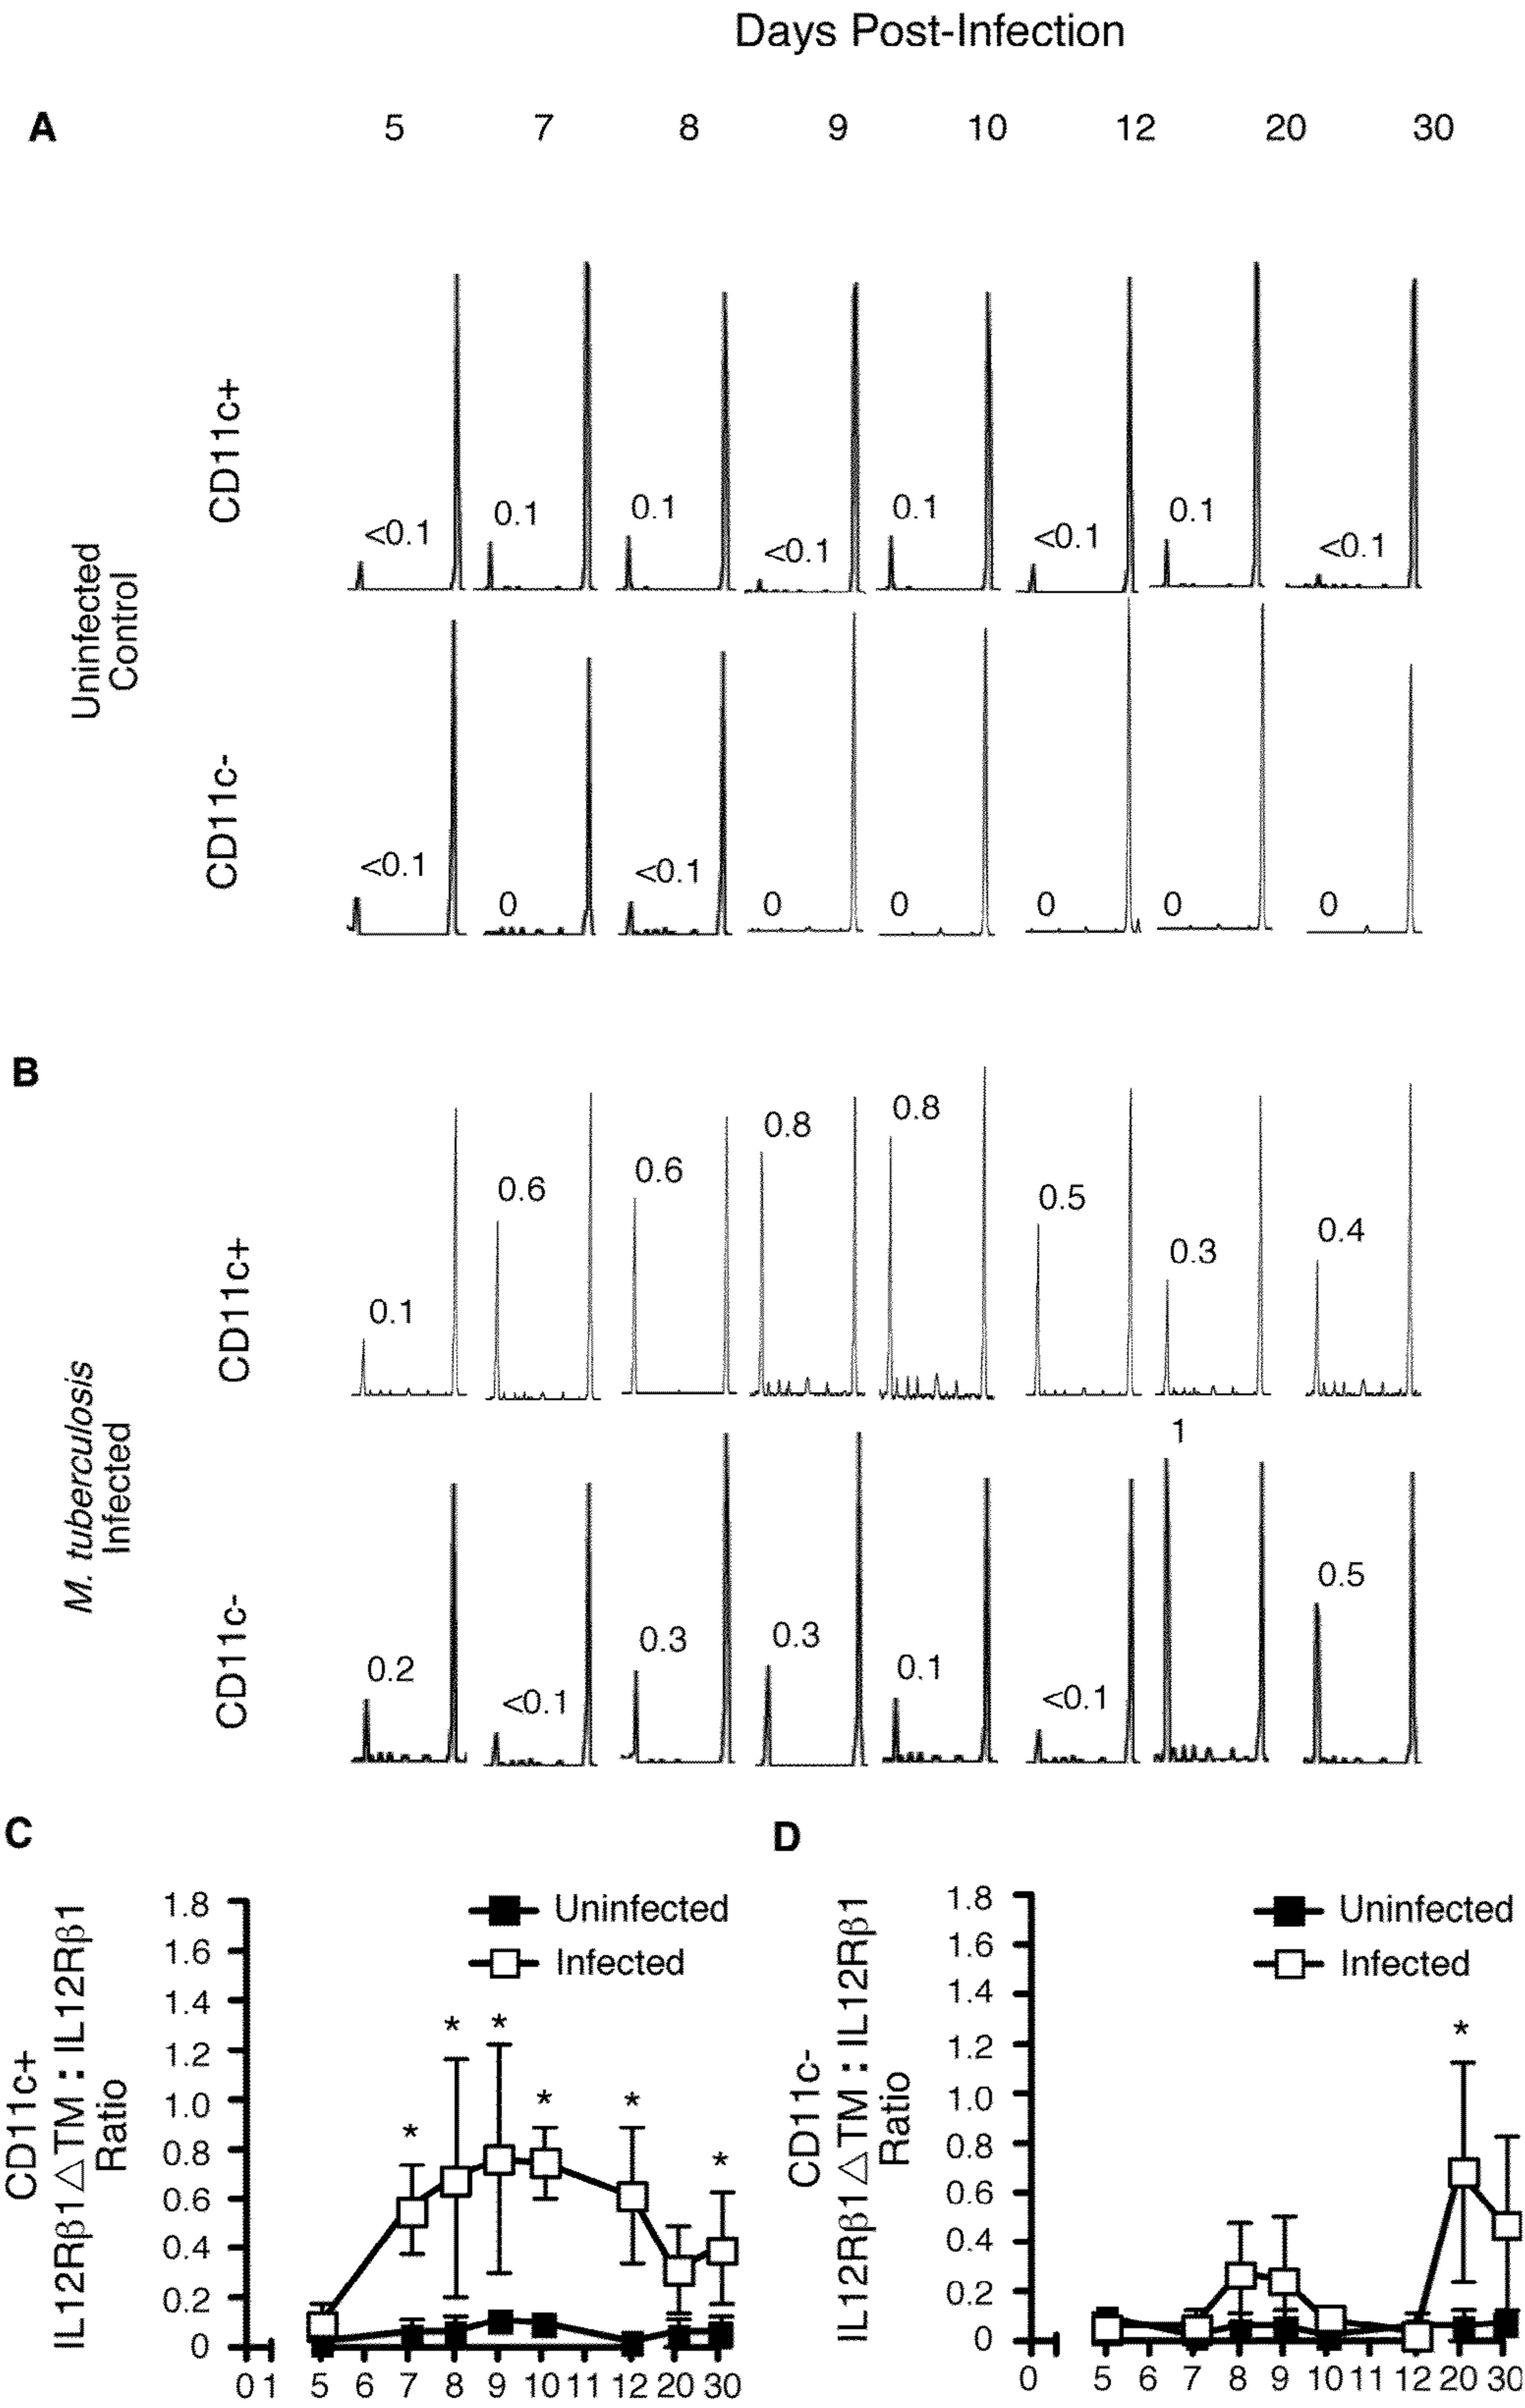 Days Post-Infection
A
5 7 8 9 10 12 20 30
Uninfected
Control
CD11c+
<0.1 0.1 0.1 <0.1 0.1 <0.1 0.1 <0.1
CD11c-
<0.1 0 <0.1 0 0 0 0 0
B
M. tuberculosis
Infected
CD11c+
0.1 0.6 0.6 0.8 0.8 0.5 0.3 0.4
CD11c-
0.2 <0.1 0.3 0.3 0.1 <0.1 1 0.5
C
CD11c+
IL12Rβ1△TM : IL12Rβ1
Ratio
1.8
1.6
1.4
1.2
1.0
0.8
0.6
0.4
0.2
0
Uninfected
Infected
* * * * * *
0 1 5 6 7 8 9 10 11 12 20 30
D
CD11c-
IL12Rβ1△TM : IL12Rβ1
Ratio
1.8
1.6
1.4
1.2
1.0
0.8
0.6
0.4
0.2
0
Uninfected
Infected
*
0 5 6 7 8 9 10 11 12 20 30